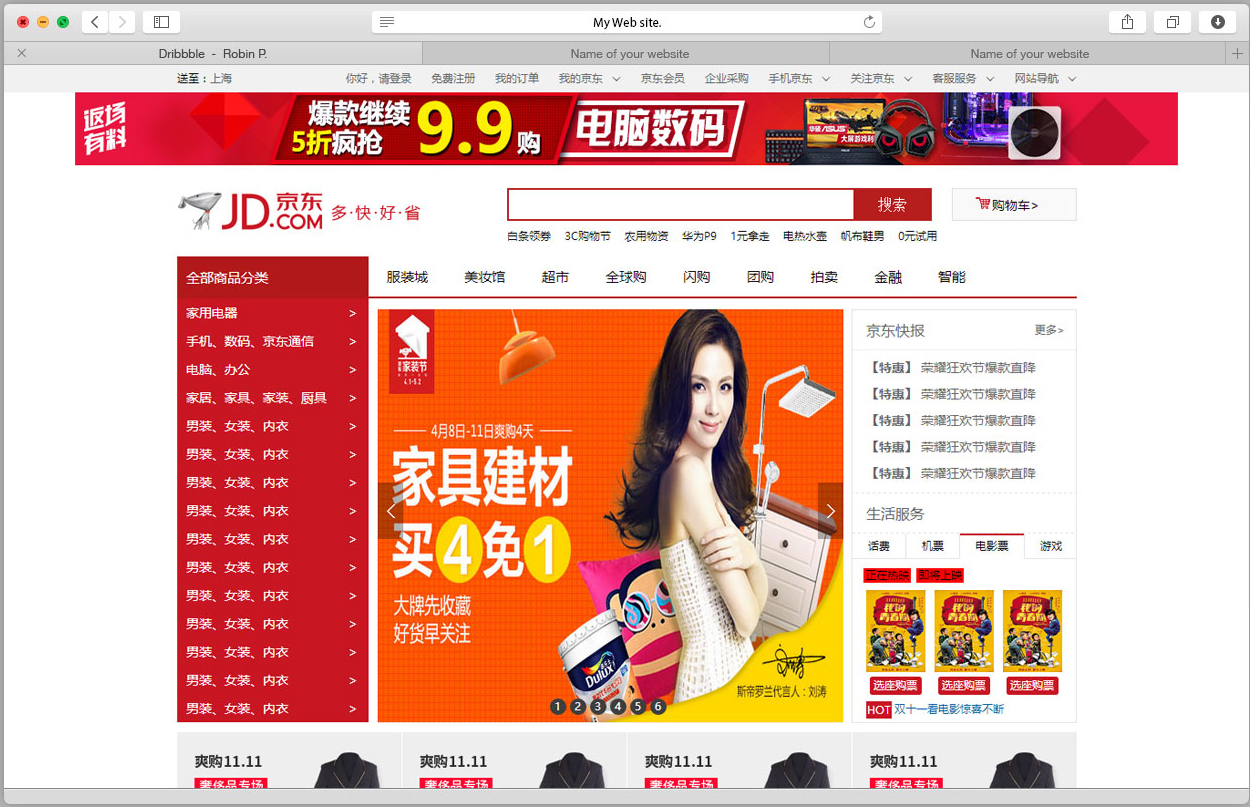 My Web site.
Dribbble - Robin P.
Name of your website
Name of your website
送至：上海
你好，请登录 免费注册 我的订单 我的京东 京东会员 企业采购 手机京东 关注京东 客服服务 网站导航
返场
有料
爆款继续
5折疯抢
9.9购
电脑数码
华硕/ASUS
大屏游戏利
JD.COM 京东
多·快·好·省
搜索
购物车>
白条领券 3C购物节 农用物资 华为P9 1元拿走 电热水壶 帆布鞋男 0元试用
全部商品分类
服装城 美妆馆 超市 全球购 闪购 团购 拍卖 金融 智能
家用电器 >
手机、数码、京东通信 >
电脑、办公 >
家居、家具、家装、厨具 >
男装、女装、内衣 >
男装、女装、内衣 >
男装、女装、内衣 >
男装、女装、内衣 >
男装、女装、内衣 >
男装、女装、内衣 >
男装、女装、内衣 >
男装、女装、内衣 >
男装、女装、内衣 >
男装、女装、内衣 >
男装、女装、内衣 >
家装节
4.1-5.2
4月8日-11日爽购4天
家具建材
买4免1
大牌先收藏
好货早关注
Dulux
斯帝罗兰代言人：刘涛
1 2 3 4 5 6
京东快报 更多>
【特惠】 荣耀狂欢节爆款直降
【特惠】 荣耀狂欢节爆款直降
【特惠】 荣耀狂欢节爆款直降
【特惠】 荣耀狂欢节爆款直降
【特惠】 荣耀狂欢节爆款直降
生活服务
话费 机票 电影票 游戏
正在热映 即将上映
选座购票 选座购票 选座购票
HOT 双十一看电影惊喜不断
爽购11.11 爽购11.11 爽购11.11 爽购11.11
奢侈品专场 奢侈品专场 奢侈品专场 奢侈品专场